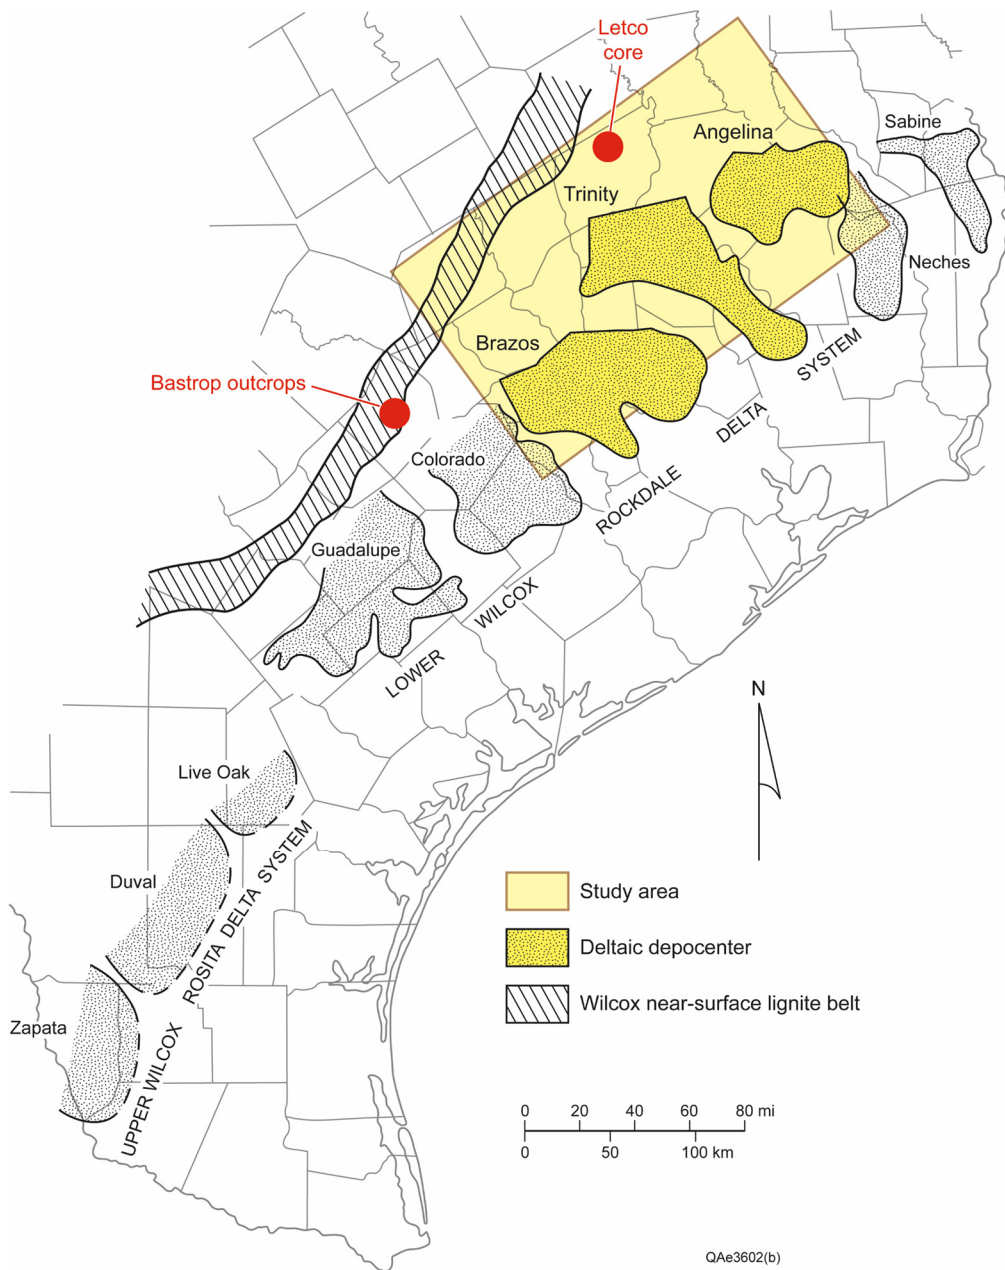 Letco
core
Sabine
Angelina
Trinity
Neches
Brazos
SYSTEM
Bastrop outcrops
DELTA
Colorado
ROCKDALE
Guadalupe
WILCOX
LOWER
N
Live Oak
Duval
UPPER WILCOX ROSITA DELTA SYSTEM
Zapata
Study area
Deltaic depocenter
Wilcox near-surface lignite belt
0 20 40 60 80 mi
0 50 100 km
QAe3602(b)